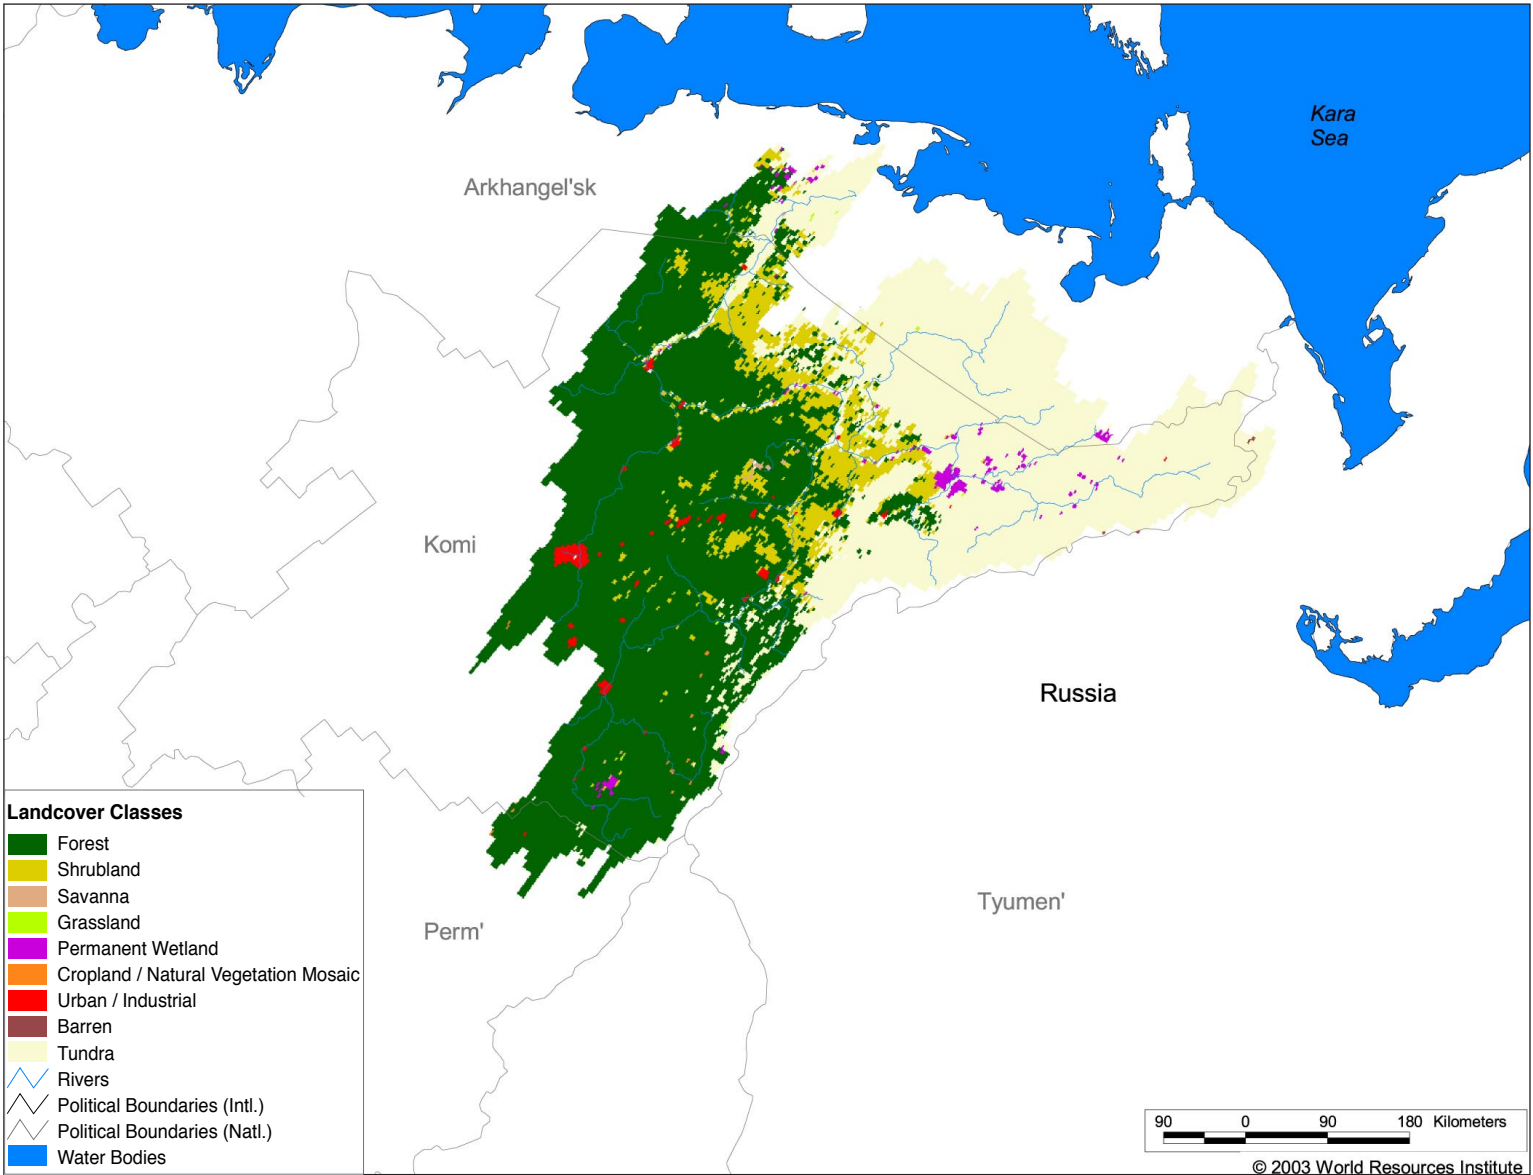 Kara
Sea
Arkhangel'sk
Komi
Russia
Tyumen'
Perm'
Landcover Classes
Forest
Shrubland
Savanna
Grassland
Permanent Wetland
Cropland / Natural Vegetation Mosaic
Urban / Industrial
Barren
Tundra
Rivers
Political Boundaries (Intl.)
Political Boundaries (Natl.)
Water Bodies
90 0 90 180 Kilometers
© 2003 World Resources Institute